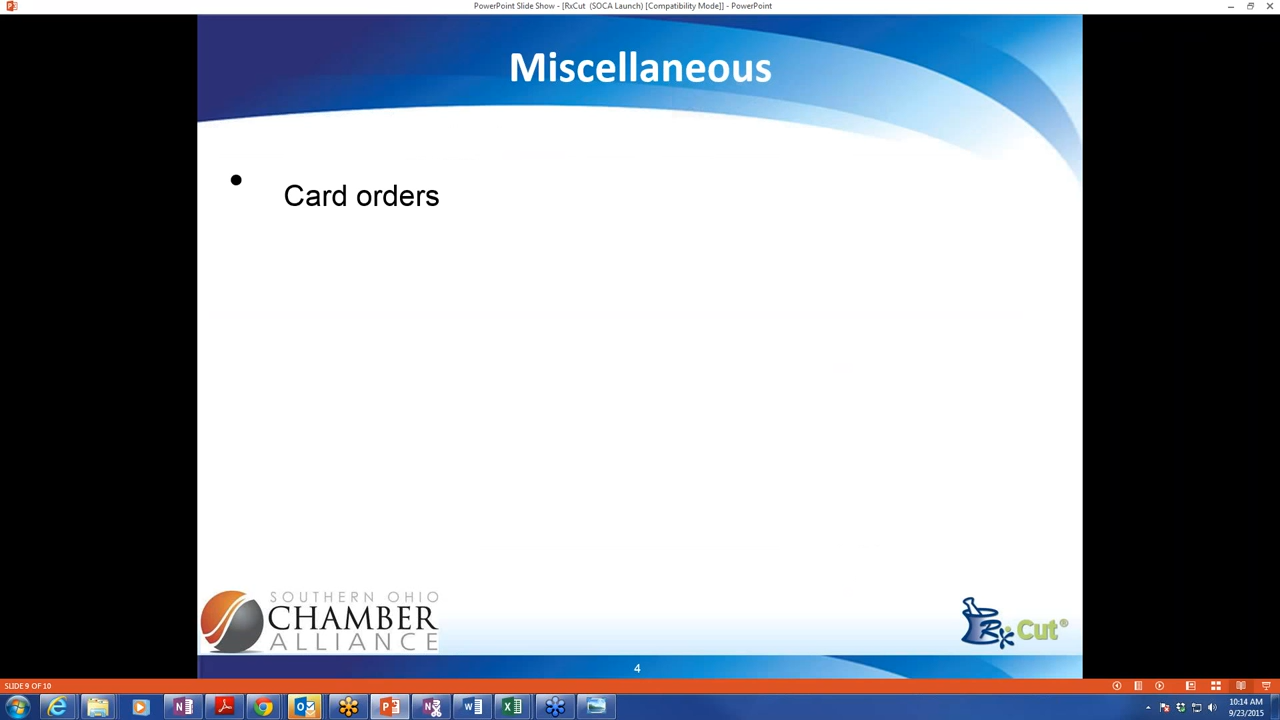 PowerPoint Slide Show - [RxCut (SOCA Launch) [Compatibility Mode]] - PowerPoint
Miscellaneous
• Card orders
SOUTHERN OHIO
CHAMBER
ALLIANCE
Rx Cut®
4
SLIDE 9 OF 10
10:14 AM
9/23/2015